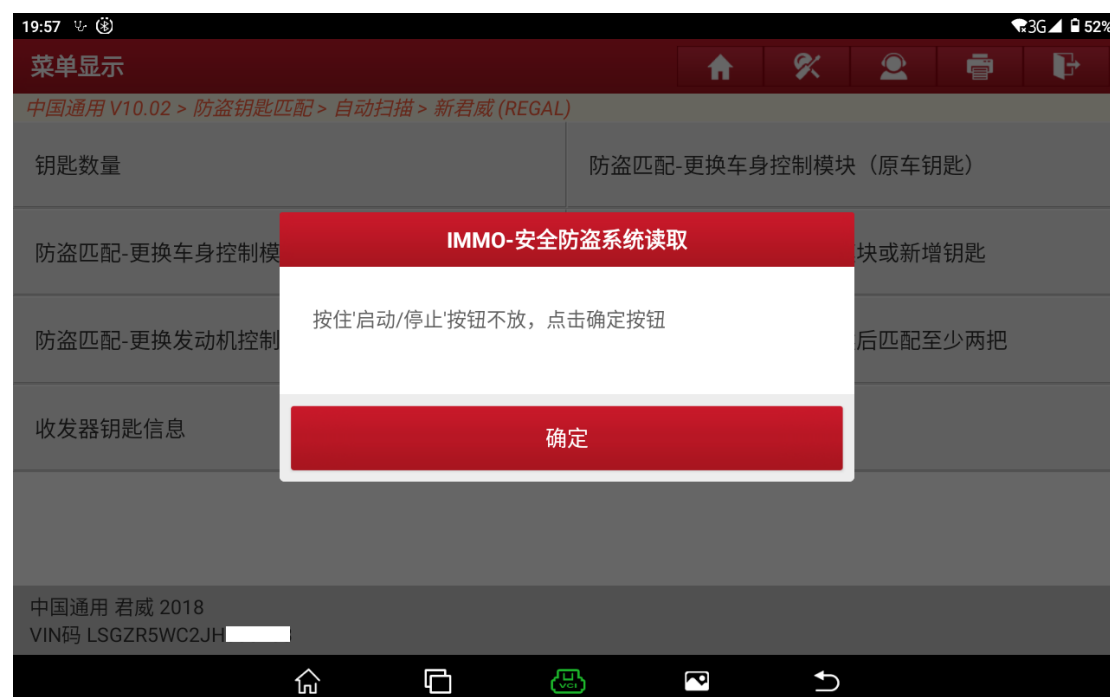 19:57
3G 52%
菜单显示
中国通用 V10.02 > 防盗钥匙匹配 > 自动扫描 > 新君威 (REGAL)
钥匙数量
防盗匹配-更换车身控制模块（原车钥匙）
防盗匹配-更换车身控制模
块或新增钥匙
IMMO-安全防盗系统读取
按住'启动/停止'按钮不放，点击确定按钮
防盗匹配-更换发动机控制
后匹配至少两把
收发器钥匙信息
确定
中国通用 君威 2018
VIN码 LSGZR5WC2JH
VCI